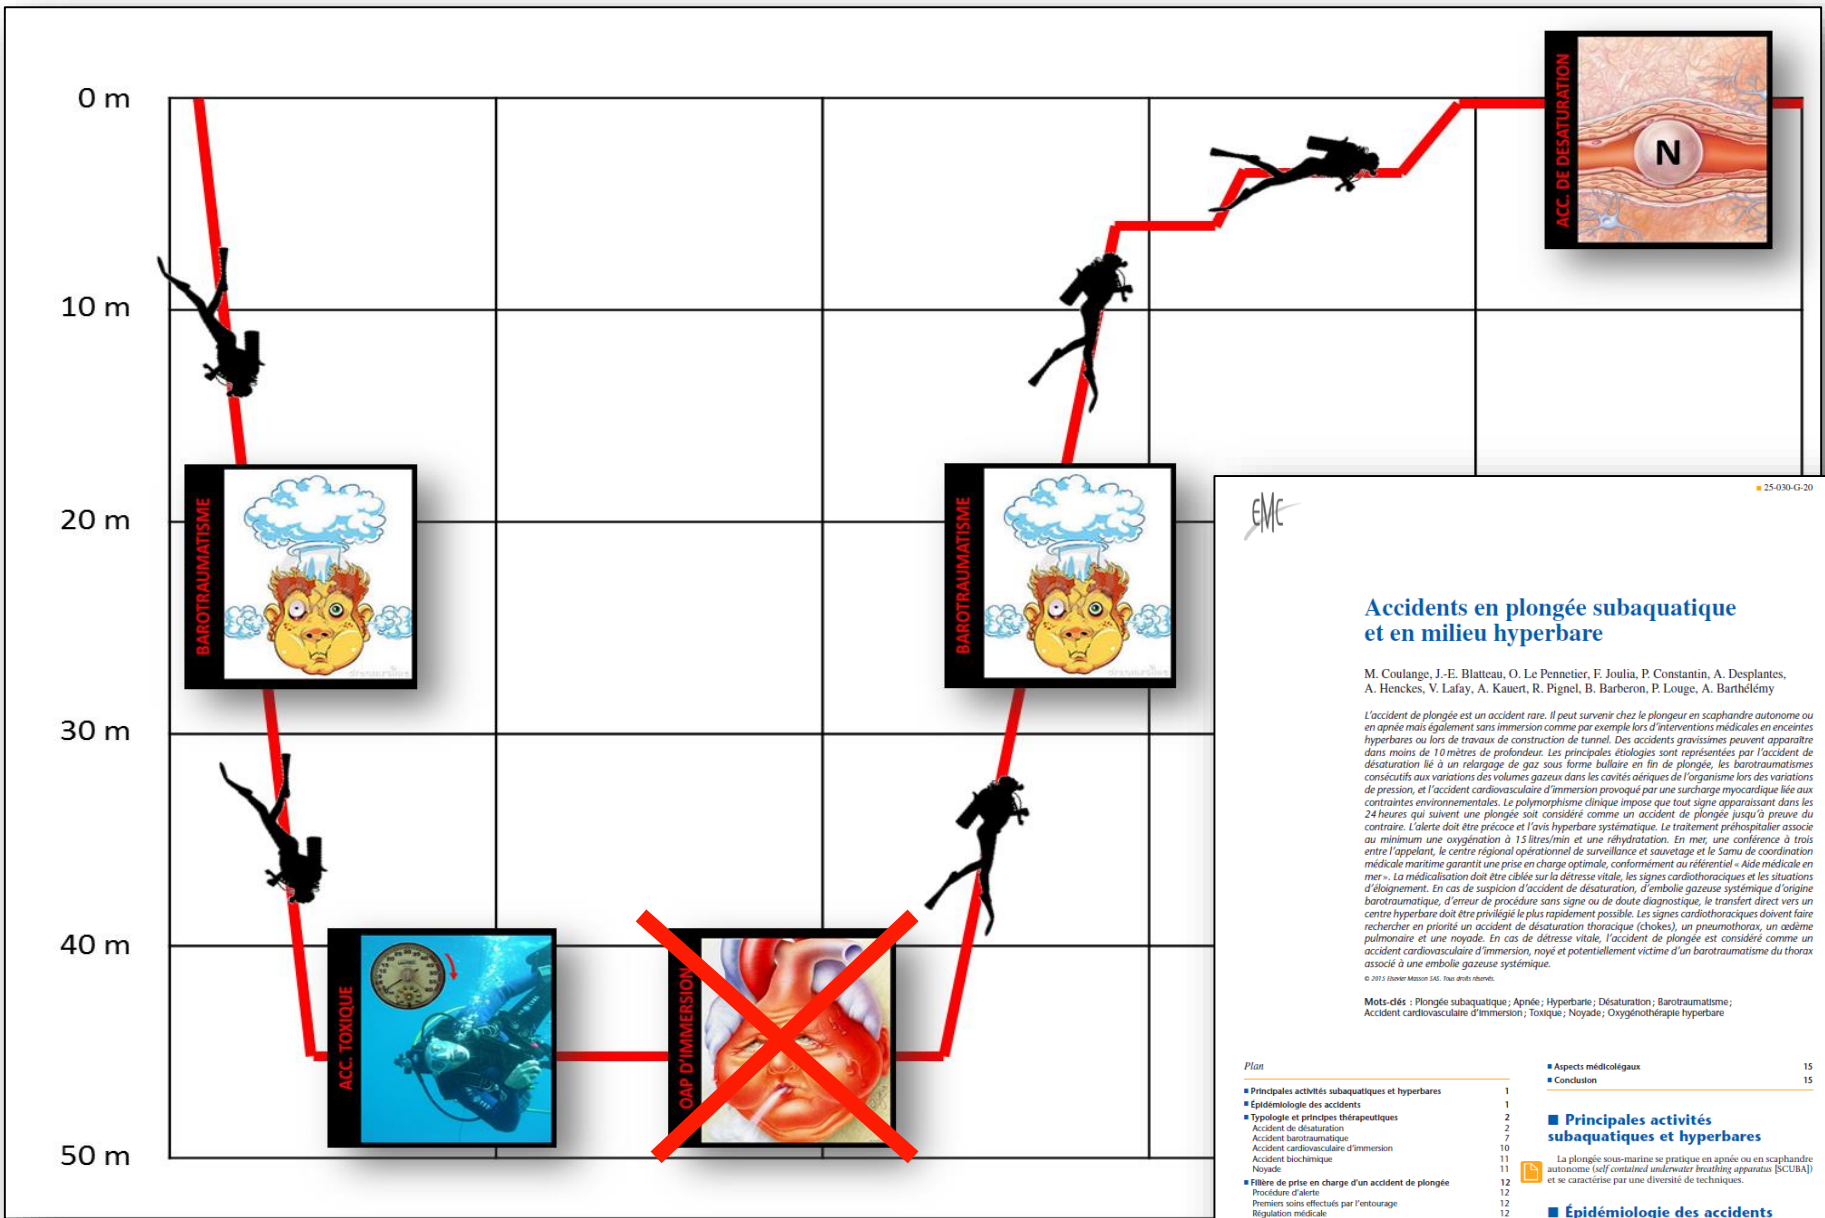 0 m
10 m
20 m
30 m
40 m
50 m
BAROTRAUMATISME
ACC. TOXIQUE
OAP D'IMMERSION
BAROTRAUMATISME
ACC. DE DESATURATION
N
EMC
25-030-G-20
Accidents en plongée subaquatique
et en milieu hyperbare
M. Coulange, J.-E. Blatteau, O. Le Pennetier, F. Joulia, P. Constantin, A. Desplantes,
A. Henckes, V. Lafay, A. Kauert, R. Pignel, B. Barberon, P. Louge, A. Barthélémy
L'accident de plongée est un accident rare. Il peut survenir chez le plongeur en scaphandre autonome ou
en apnée mais également sans immersion comme par exemple lors d'interventions médicales en enceintes
hyperbares ou lors de travaux de construction de tunnel. Des accidents gravissimes peuvent apparaître
dans moins de 10 mètres de profondeur. Les principales étiologies sont représentées par l'accident de
désaturation lié à un relargage de gaz sous forme bullaire en fin de plongée, les barotraumatismes
consécutifs aux variations des volumes gazeux dans les cavités aériques de l'organisme lors des variations
de pression, et l'accident cardiovasculaire d'immersion provoqué par une surcharge myocardique liée aux
contraintes environnementales. Le polymorphisme clinique impose que tout signe apparaissant dans les
24 heures qui suivent une plongée soit considéré comme un accident de plongée jusqu'à preuve du
contraire. L'alerte doit être précoce et l'avis hyperbare systématique. Le traitement préhospitalier associe
au minimum une oxygénation à 15 litres/min et une réhydratation. En mer, une conférence à trois
entre l'appelant, le centre régional opérationnel de surveillance et sauvetage et le Samu de coordination
médicale maritime garantit une prise en charge optimale, conformément au référentiel « Aide médicale en
mer ». La médicalisation doit être ciblée sur la détresse vitale, les signes cardiothoraciques et les situations
d'éloignement. En cas de suspicion d'accident de désaturation, d'embolie gazeuse systémique d'origine
barotraumatique, d'erreur de procédure sans signe ou de doute diagnostique, le transfert direct vers un
centre hyperbare doit être privilégié le plus rapidement possible. Les signes cardiothoraciques doivent faire
rechercher en priorité un accident de désaturation thoracique (chokes), un pneumothorax, un œdème
pulmonaire et une noyade. En cas de détresse vitale, l'accident de plongée est considéré comme un
accident cardiovasculaire d'immersion, noyé et potentiellement victime d'un barotraumatisme du thorax
associé à une embolie gazeuse systémique.
© 2015 Elsevier Masson SAS. Tous droits réservés.
Mots-clés : Plongée subaquatique ; Apnée ; Hyperbarie ; Désaturation ; Barotraumatisme ;
Accident cardiovasculaire d'immersion ; Toxique ; Noyade ; Oxygénothérapie hyperbare
Plan
■ Principales activités subaquatiques et hyperbares 1
■ Épidémiologie des accidents 1
■ Typologie et principes thérapeutiques 2
Accident de désaturation 2
Accident barotraumatique 7
Accident cardiovasculaire d'immersion 10
Accident biochimique 11
Noyade 11
■ Filière de prise en charge d'un accident de plongée 12
Procédure d'alerte 12
Premiers soins effectués par l'entourage 12
Régulation médicale 12
■ Aspects médicolégaux 15
■ Conclusion 15
■ Principales activités
subaquatiques et hyperbares
La plongée sous-marine se pratique en apnée ou en scaphandre
autonome (self contained underwater breathing apparatus [SCUBA])
et se caractérise par une diversité de techniques.
■ Épidémiologie des accidents